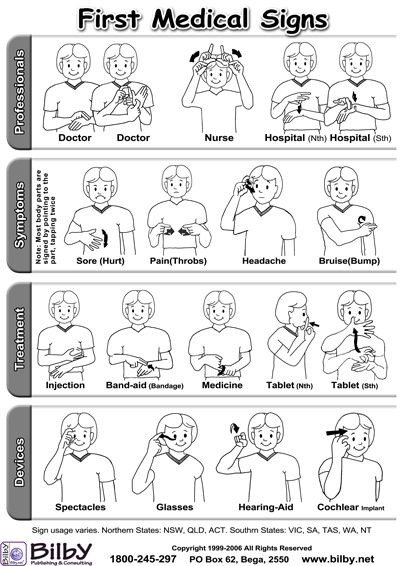 First Medical Signs
Professionals
Doctor Doctor Nurse Hospital (Nth) Hospital (Sth)
Symptoms
Note: Most body parts are
signed by pointing to the
part, tapping twice
Sore (Hurt) Pain(Throbs) Headache Bruise(Bump)
Treatment
Injection Band-aid (Bandage) Medicine Tablet (Nth) Tablet (Sth)
Devices
Spectacles Glasses Hearing-Aid Cochlear Implant
Sign usage varies. Northern States: NSW, QLD, ACT. Southrn States: VIC, SA, TAS, WA, NT
Bilby
Publishing & Consulting
Copyright 1999-2006 All Rights Reserved
1800-245-297 PO Box 62, Bega, 2550 www.bilby.net